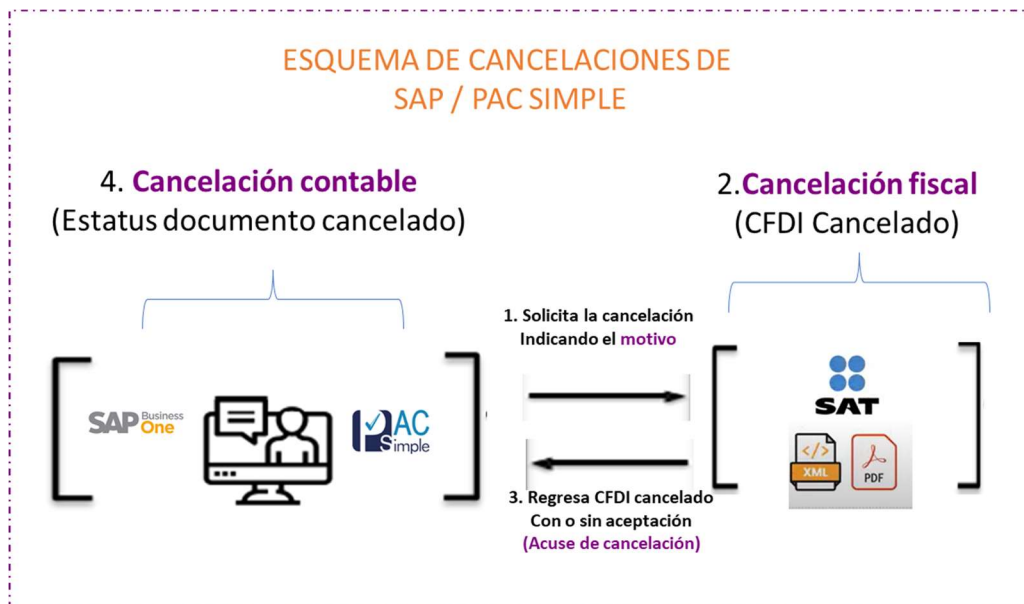 ESQUEMA DE CANCELACIONES DE
SAP / PAC SIMPLE
4. Cancelación contable
(Estatus documento cancelado)
2.Cancelación fiscal
(CFDI Cancelado)
1. Solicita la cancelación
Indicando el motivo
SAP Business
One
PAC
Simple
SAT
</>
XML
PDF
3. Regresa CFDI cancelado
Con o sin aceptación
(Acuse de cancelación)